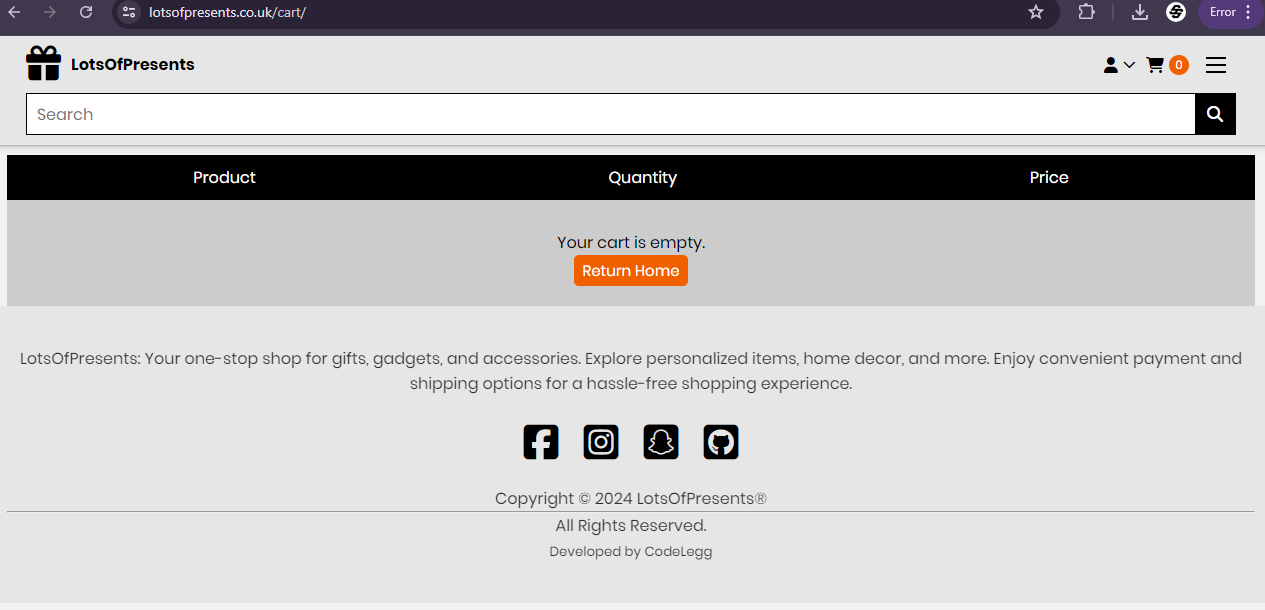 lotsofpresents.co.uk/cart/
Error
LotsOfPresents
0
Search
Product Quantity Price
Your cart is empty.
Return Home
LotsOfPresents: Your one-stop shop for gifts, gadgets, and accessories. Explore personalized items, home decor, and more. Enjoy convenient payment and
shipping options for a hassle-free shopping experience.
Copyright © 2024 LotsOfPresents®
All Rights Reserved.
Developed by CodeLegg